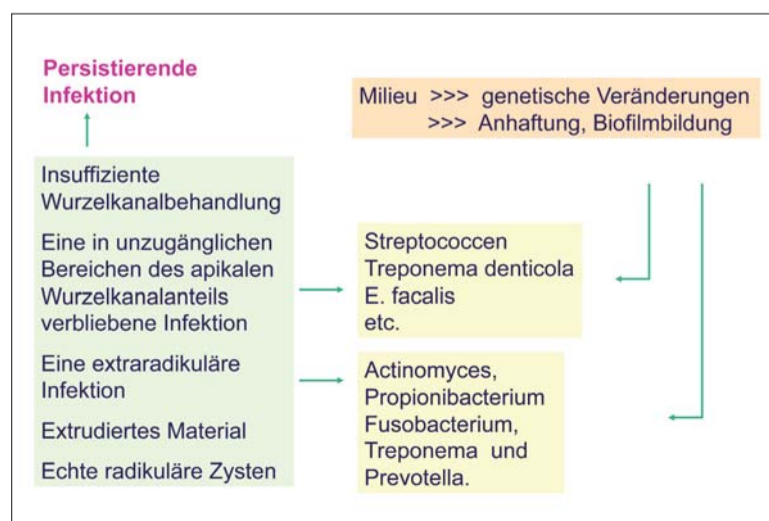 Persistierende
Infektion
Milieu >>> genetische Veränderungen
>>> Anhaftung, Biofilmbildung
Insuffiziente
Wurzelkanalbehandlung
Eine in unzugänglichen
Bereichen des apikalen
Wurzelkanalanteils
verbliebene Infektion
Eine extraradikuläre
Infektion
Extrudiertes Material
Echte radikuläre Zysten
Streptococcen
Treponema denticola
E. facalis
etc.
Actinomyces,
Propionibacterium
Fusobacterium,
Treponema und
Prevotella.